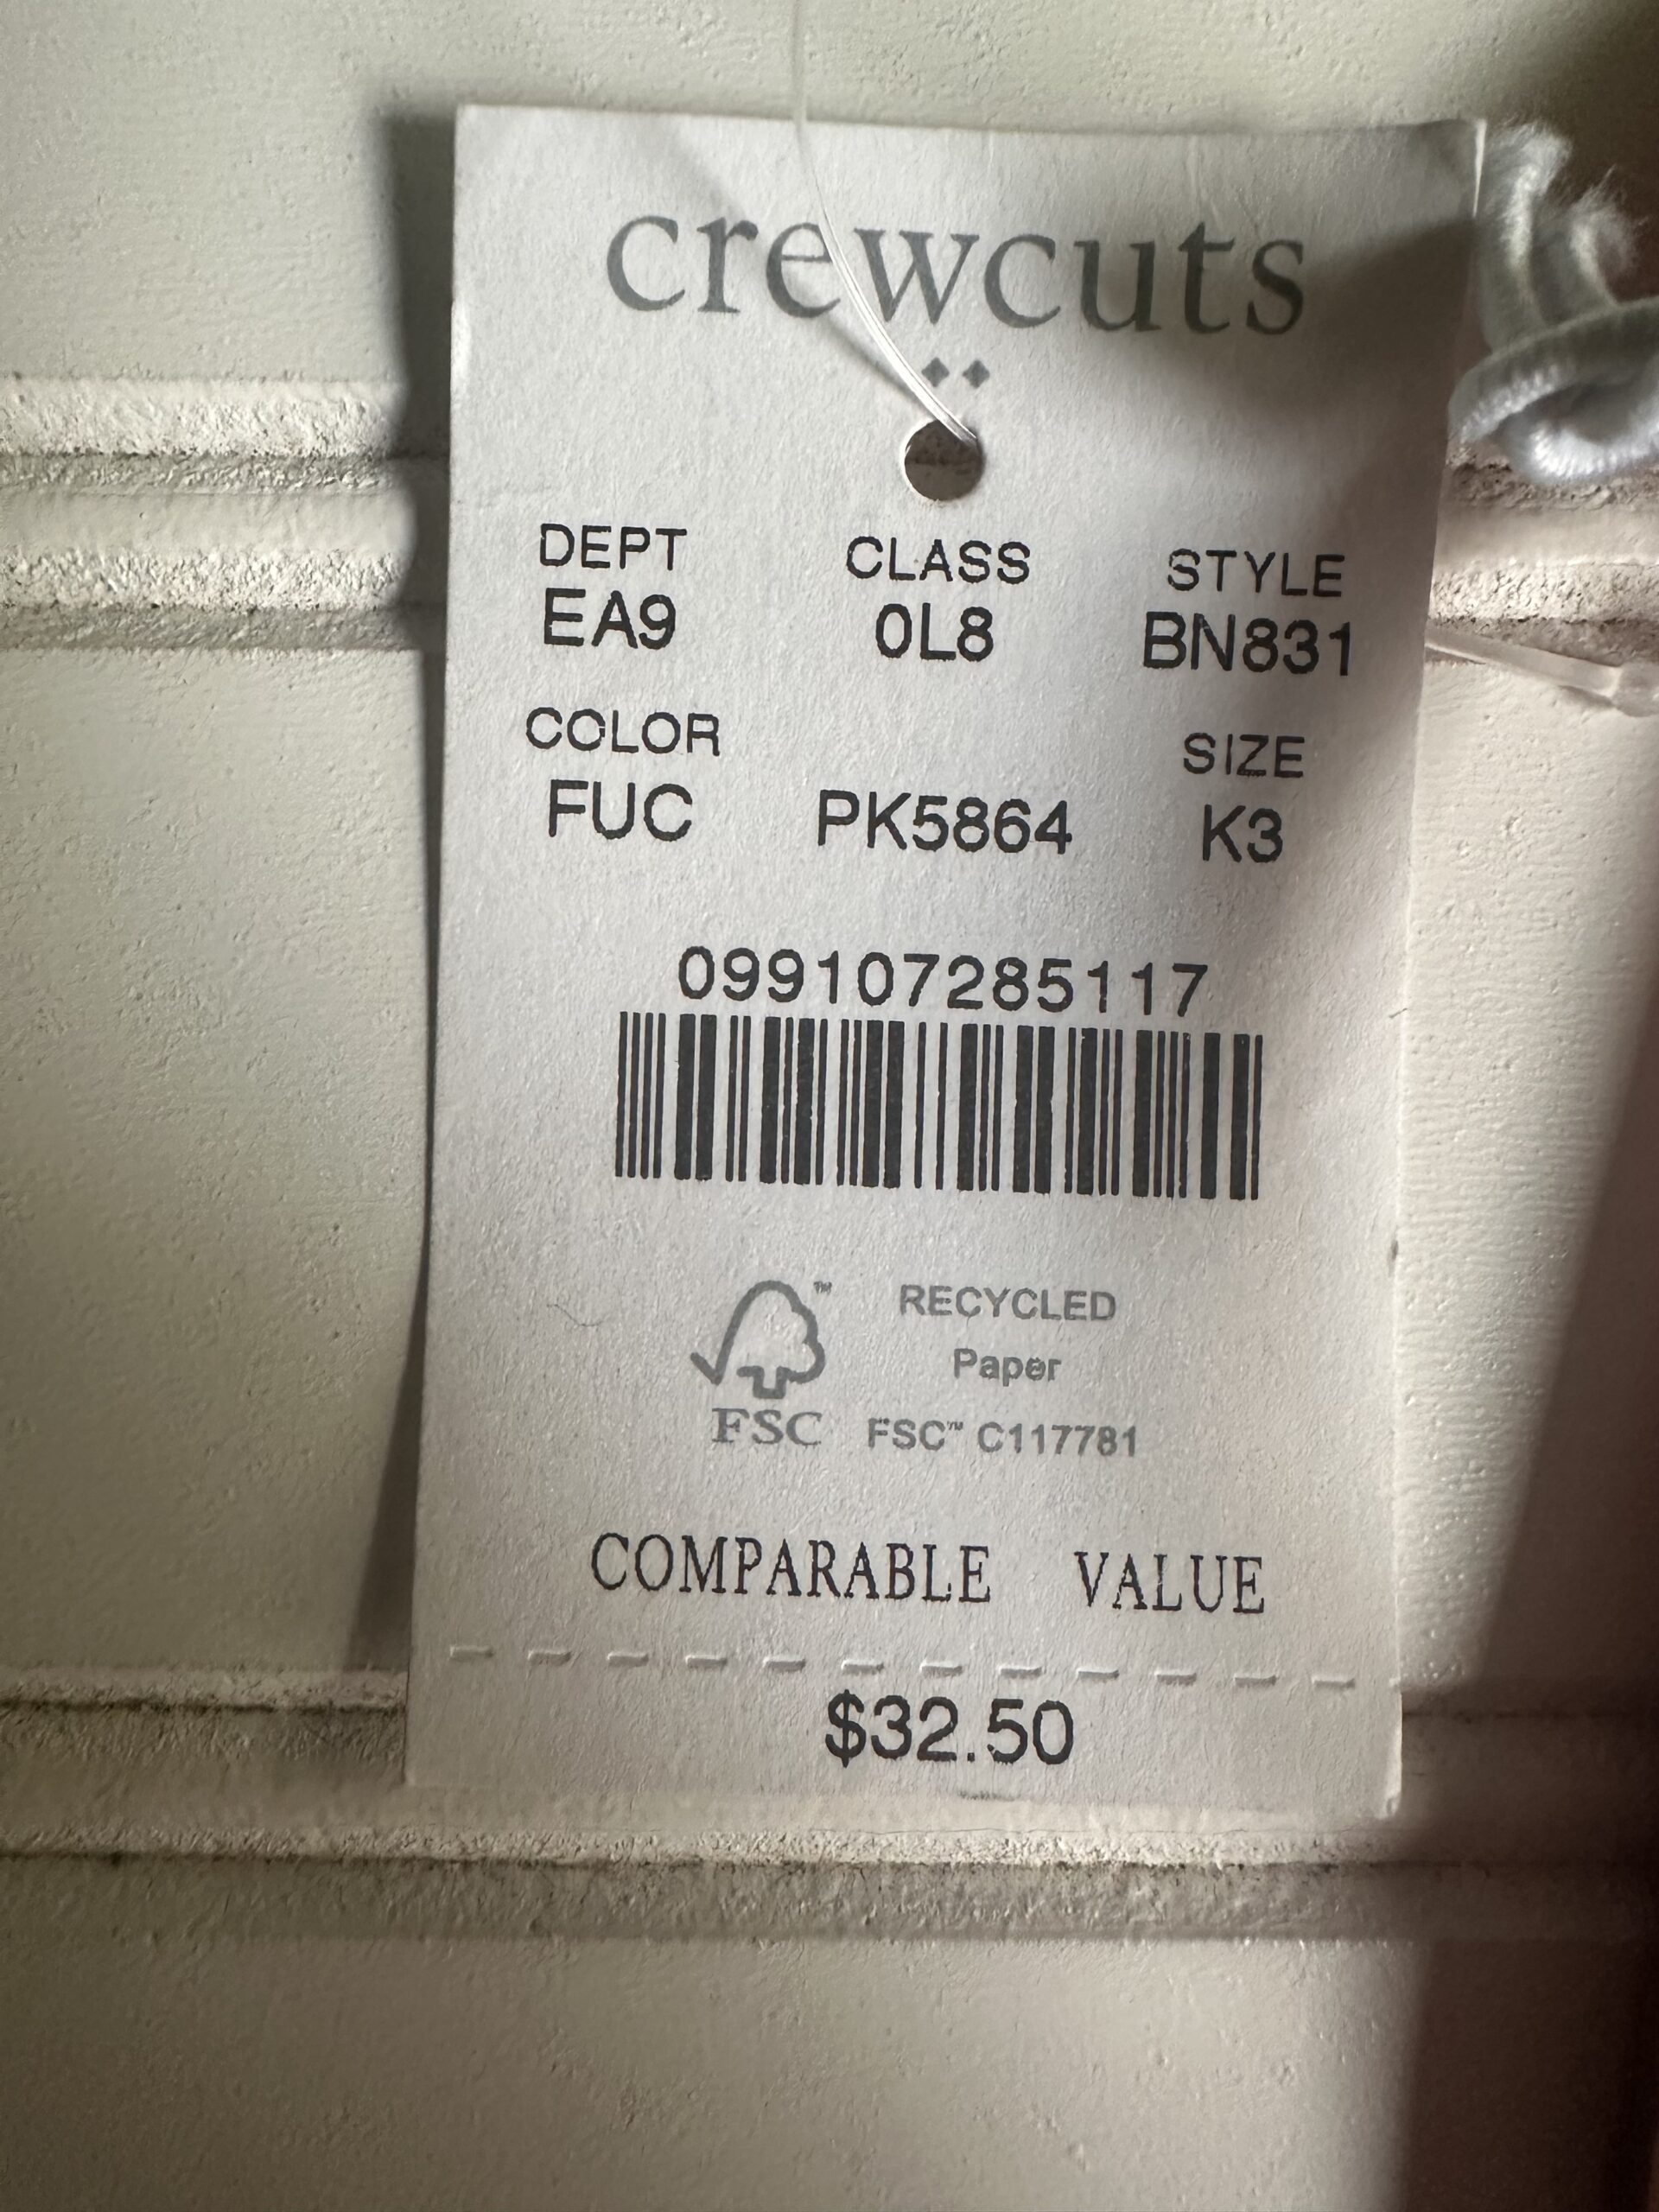 crewcuts
DEPT CLASS STYLE
EA9 0L8 BN831
COLOR SIZE
FUC PK5864 K3
099107285117
RECYCLED
Paper
FSC FSC™ C117781
COMPARABLE VALUE
$32.50